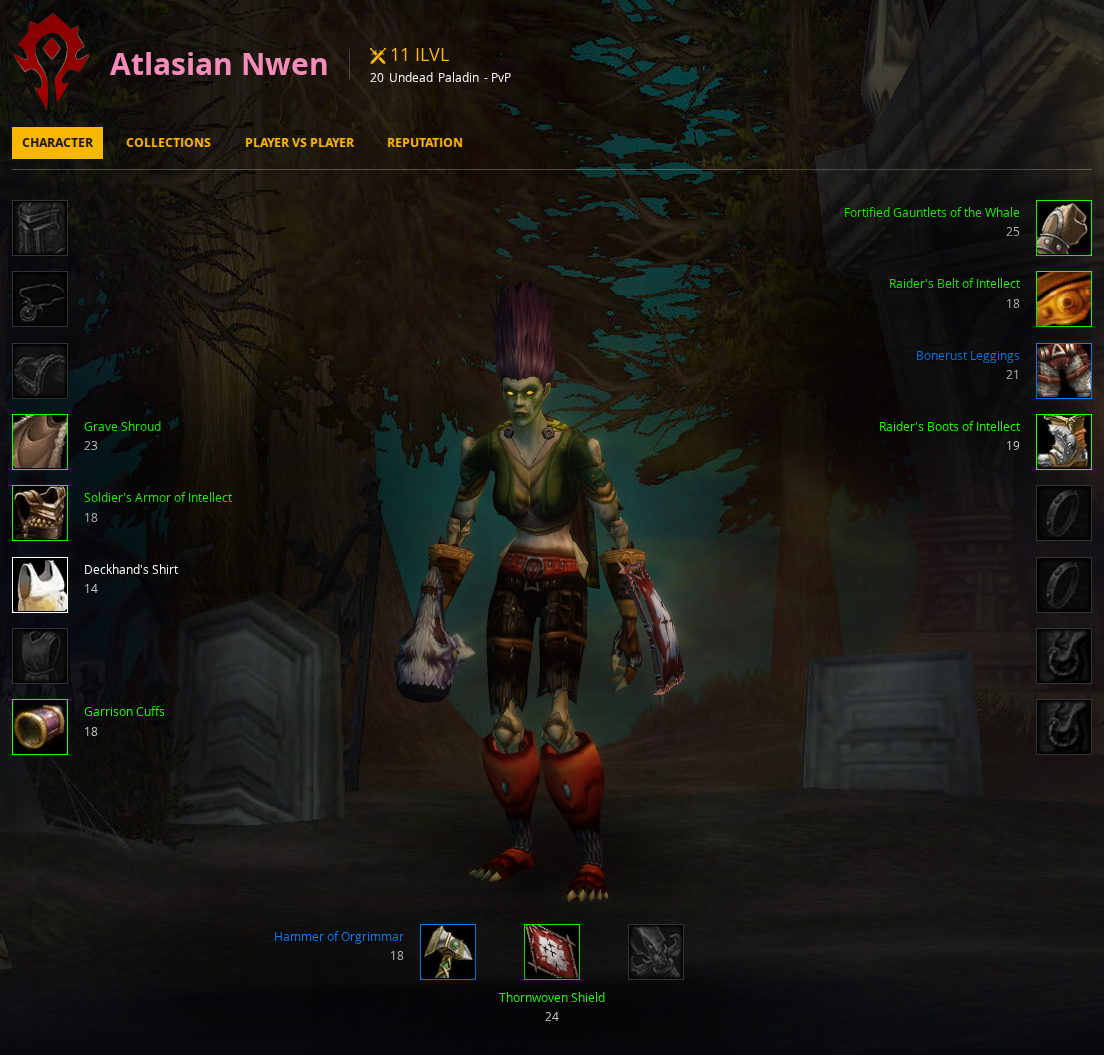 Atlasian Nwen
11 ILVL
20 Undead Paladin - PvP
CHARACTER COLLECTIONS PLAYER VS PLAYER REPUTATION
Grave Shroud
23
Soldier's Armor of Intellect
18
Deckhand's Shirt
14
Garrison Cuffs
18
Fortified Gauntlets of the Whale
25
Raider's Belt of Intellect
18
Bonerust Leggings
21
Raider's Boots of Intellect
19
Hammer of Orgrimmar
18
Thornwoven Shield
24